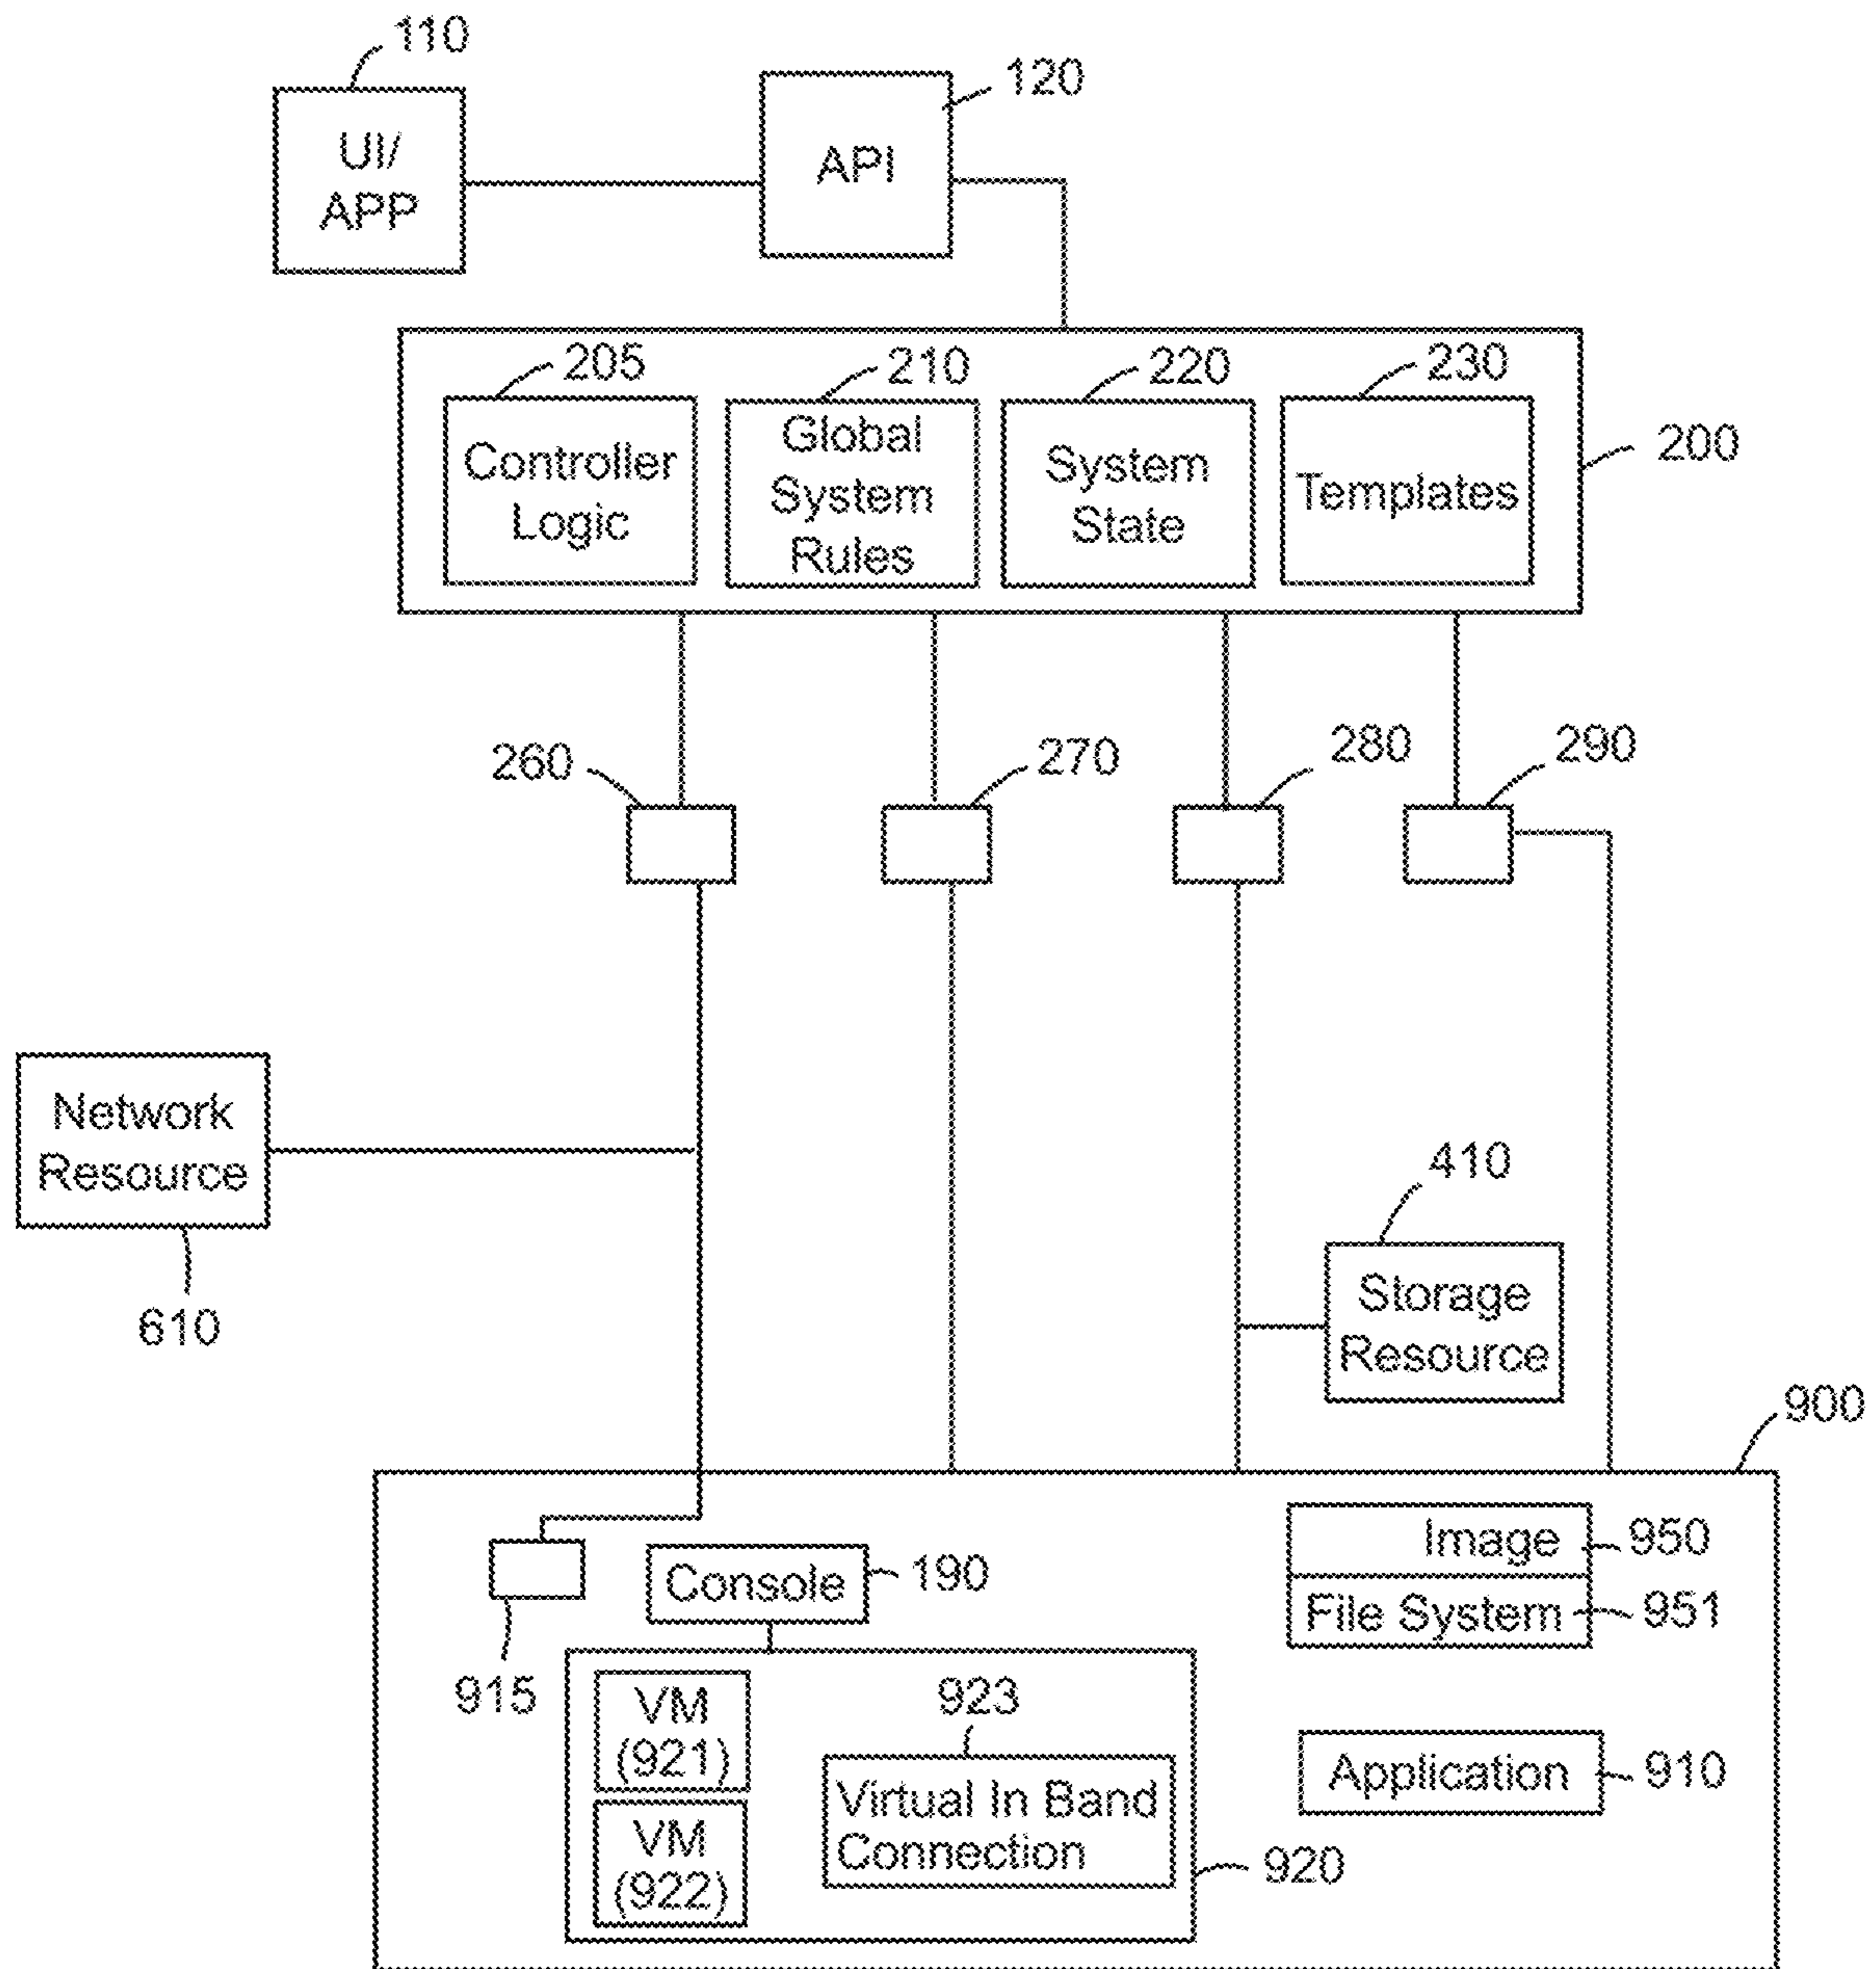 110
120
UI/
APP
API
205
210
220
230
200
Controller
Logic
Global
System
Rules
System
State
Templates
260
270
280
290
Network
Resource
610
410
Storage
Resource
900
915
Console
190
Image
950
File System
951
VM
(921)
VM
(922)
923
Virtual In Band
Connection
920
Application
910